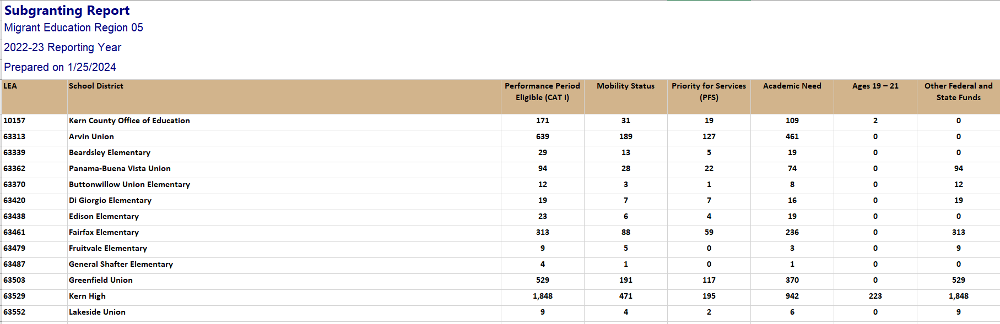 Subgranting Report
Migrant Education Region 05
2022-23 Reporting Year
Prepared on 1/25/2024
LEA School District Performance Period Eligible (CAT I) Mobility Status Priority for Services (PFS) Academic Need Ages 19 – 21 Other Federal and State Funds
10157 Kern County Office of Education 171 31 19 109 2 0
63313 Arvin Union 639 189 127 461 0 0
63339 Beardsley Elementary 29 13 5 19 0 0
63362 Panama-Buena Vista Union 94 28 22 74 0 94
63370 Buttonwillow Union Elementary 12 3 1 8 0 12
63420 Di Giorgio Elementary 19 7 7 16 0 19
63438 Edison Elementary 23 6 4 19 0 0
63461 Fairfax Elementary 313 88 59 236 0 313
63479 Fruitvale Elementary 9 5 0 3 0 9
63487 General Shafter Elementary 4 1 0 1 0 0
63503 Greenfield Union 529 191 117 370 0 529
63529 Kern High 1,848 471 195 942 223 1,848
63552 Lakeside Union 9 4 2 6 0 9